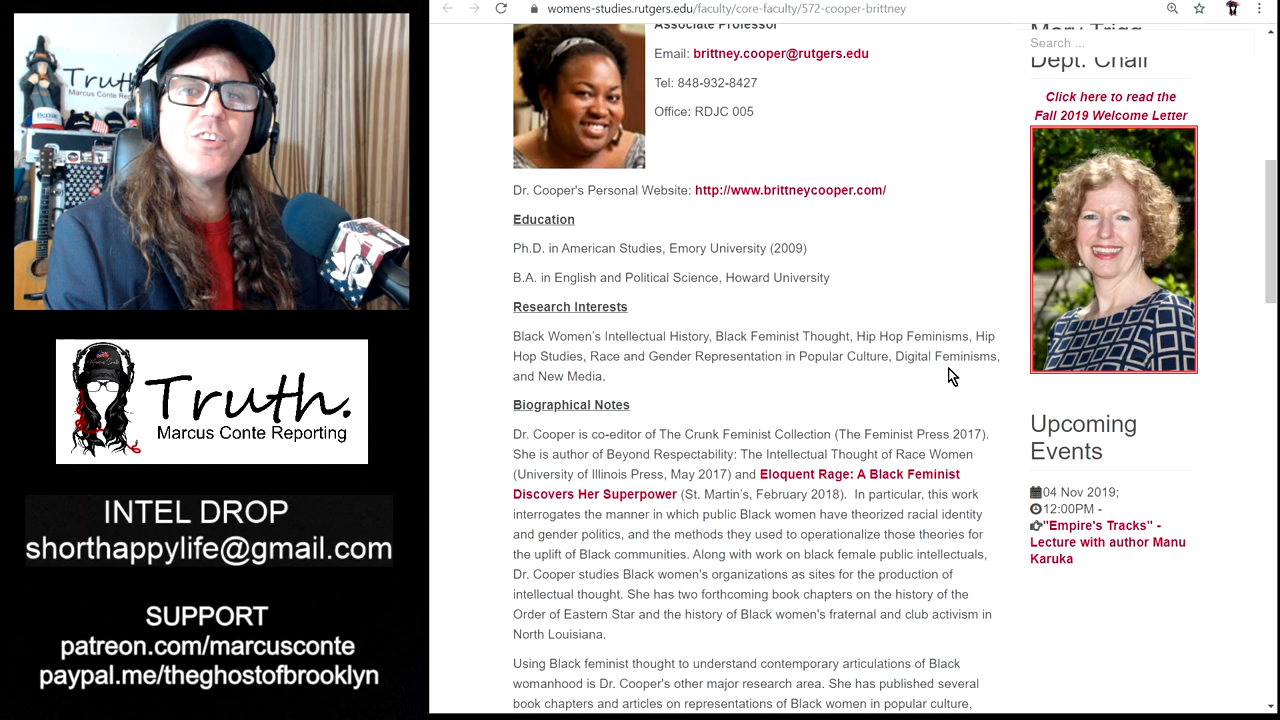 Truth.
Marcus Conte Reporting
Truth.
Marcus Conte Reporting
INTEL DROP
shorthappylife@gmail.com
SUPPORT
patreon.com/marcusconte
paypal.me/theghostofbrooklyn
womens-studies.rutgers.edu/faculty/core-faculty/572-cooper-brittney
Associate Professor
Email: brittney.cooper@rutgers.edu
Tel: 848-932-8427
Office: RDJC 005
Dr. Cooper's Personal Website: http://www.brittneycooper.com/
Education
Ph.D. in American Studies, Emory University (2009)
B.A. in English and Political Science, Howard University
Research Interests
Black Women's Intellectual History, Black Feminist Thought, Hip Hop Feminisms, Hip
Hop Studies, Race and Gender Representation in Popular Culture, Digital Feminisms,
and New Media.
Biographical Notes
Dr. Cooper is co-editor of The Crunk Feminist Collection (The Feminist Press 2017).
She is author of Beyond Respectability: The Intellectual Thought of Race Women
(University of Illinois Press, May 2017) and Eloquent Rage: A Black Feminist
Discovers Her Superpower (St. Martin's, February 2018).  In particular, this work
interrogates the manner in which public Black women have theorized racial identity
and gender politics, and the methods they used to operationalize those theories for
the uplift of Black communities. Along with work on black female public intellectuals,
Dr. Cooper studies Black women's organizations as sites for the production of
intellectual thought. She has two forthcoming book chapters on the history of the
Order of Eastern Star and the history of Black women's fraternal and club activism in
North Louisiana.
Using Black feminist thought to understand contemporary articulations of Black
womanhood is Dr. Cooper's other major research area. She has published several
book chapters and articles on representations of Black women in popular culture,
Mary Trigg
Search ...
Dept. Chair
Click here to read the
Fall 2019 Welcome Letter
Upcoming
Events
04 Nov 2019;
12:00PM -
"Empire's Tracks" -
Lecture with author Manu
Karuka